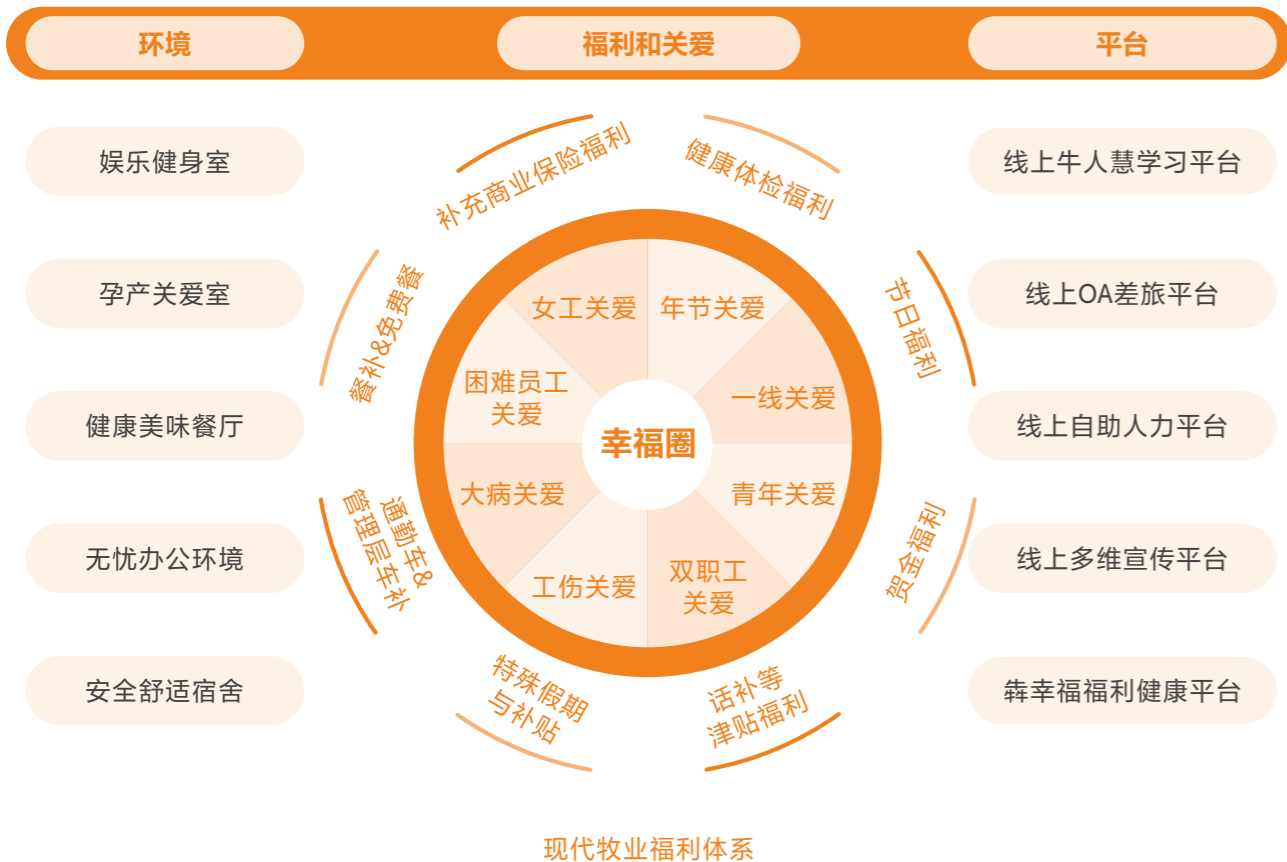 环境
福利和关爱
平台
娱乐健身室
孕产关爱室
健康美味餐厅
无忧办公环境
安全舒适宿舍
补充商业保险福利
健康体检福利
节日福利
贺金福利
话补等
津贴福利
特殊假期
与补贴
通勤车&
管理层车补
餐补&免费餐
女工关爱
年节关爱
一线关爱
青年关爱
双职工
关爱
工伤关爱
大病关爱
困难员工
关爱
幸福圈
线上牛人慧学习平台
线上OA差旅平台
线上自助人力平台
线上多维宣传平台
犇幸福福利健康平台
现代牧业福利体系